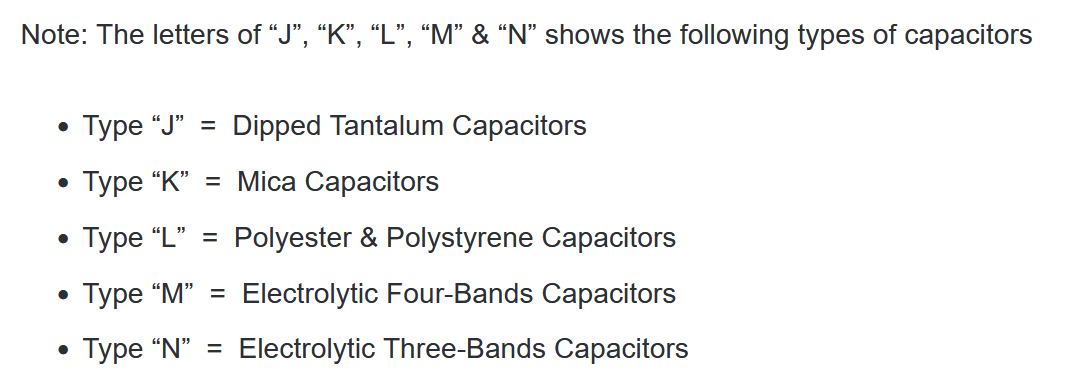 Note: The letters of “J”, “K”, “L”, “M” & “N” shows the following types of capacitors
• Type “J” = Dipped Tantalum Capacitors
• Type “K” = Mica Capacitors
• Type “L” = Polyester & Polystyrene Capacitors
• Type “M” = Electrolytic Four-Bands Capacitors
• Type “N” = Electrolytic Three-Bands Capacitors